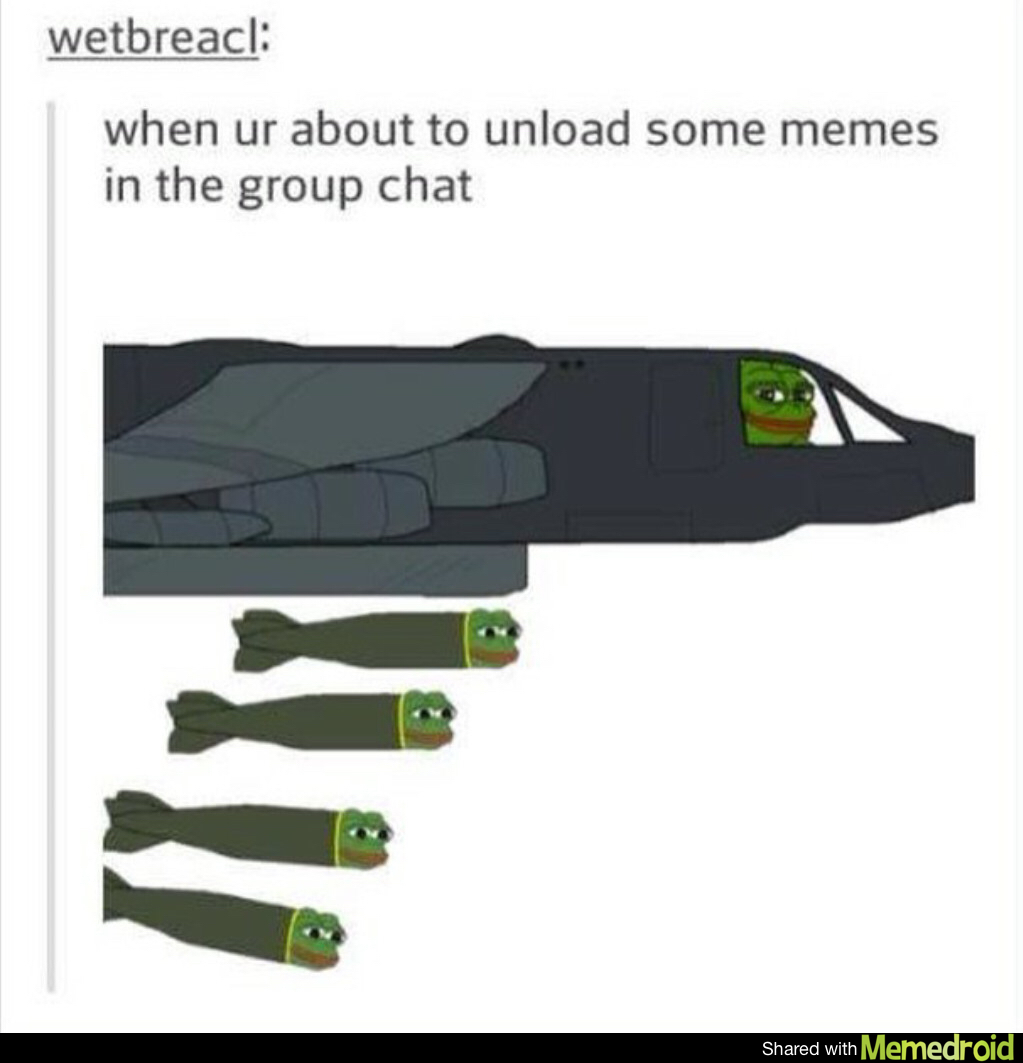 wetbreacl:
when ur about to unload some memes
in the group chat
Shared with Memedroid